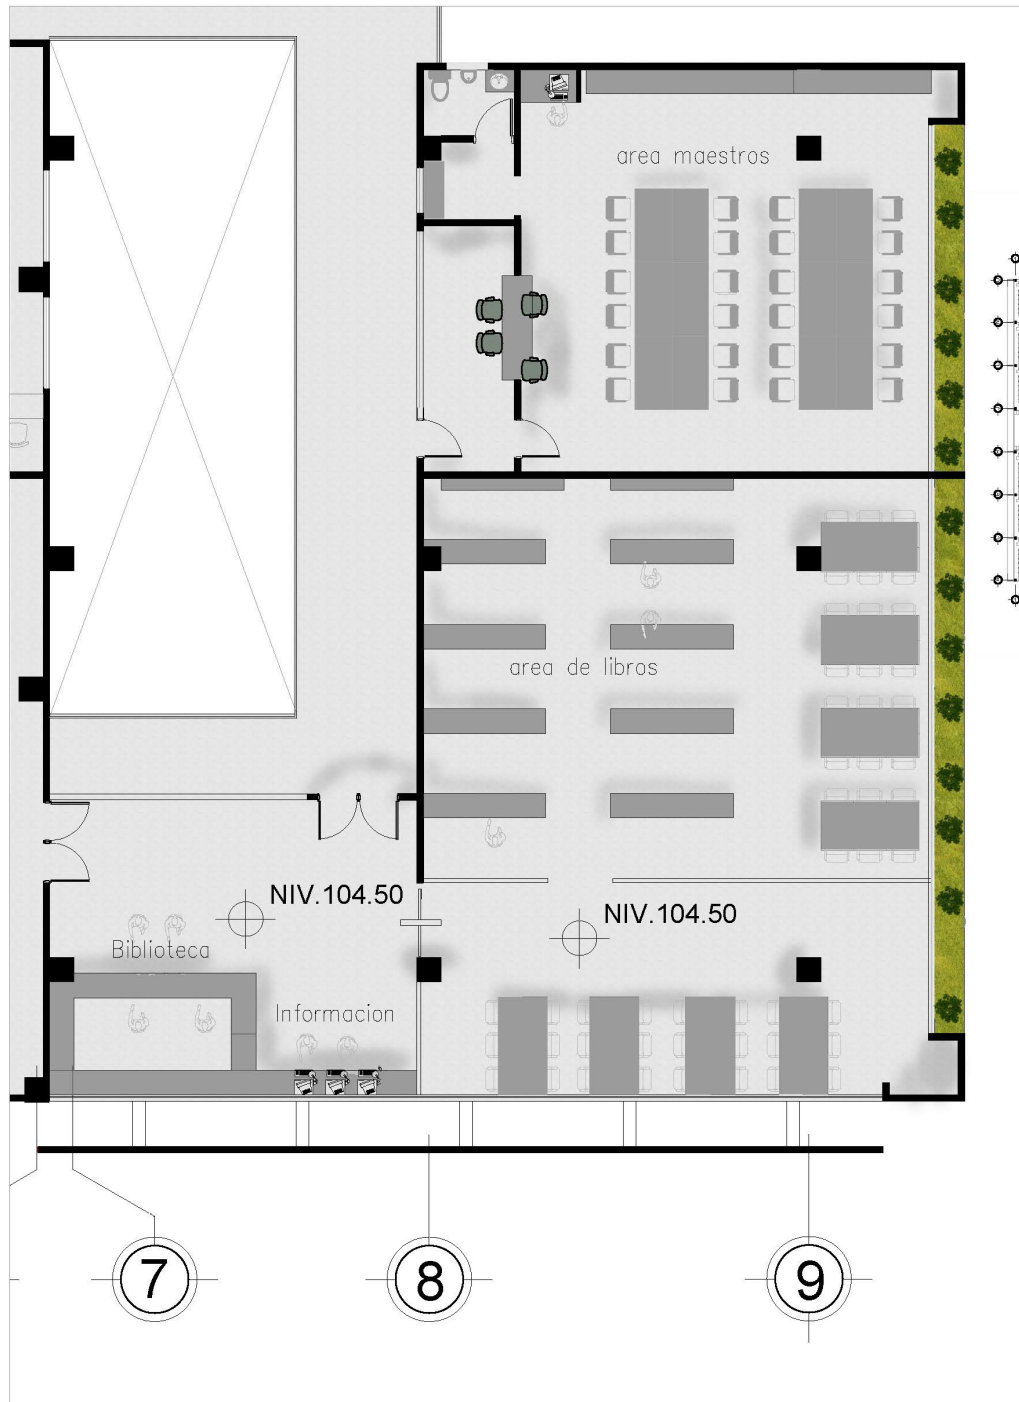 area maestros
area de libros
NIV.104.50
NIV.104.50
Biblioteca
Informacion
7
8
9